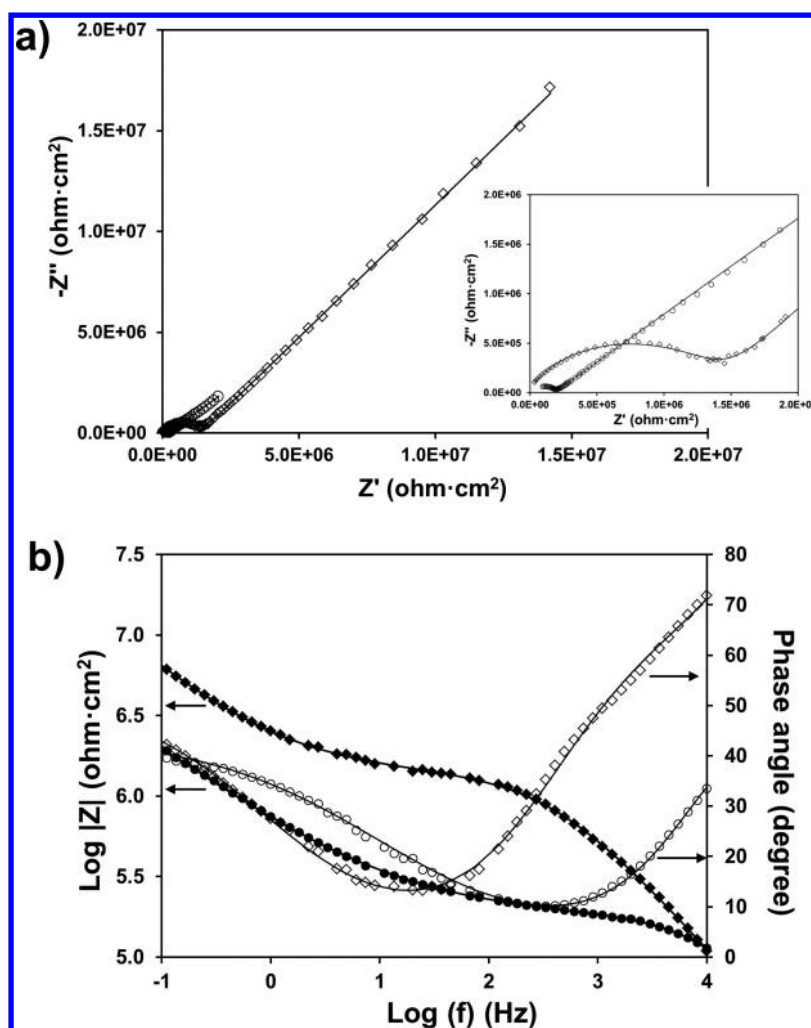 a)
2.0E+07
1.5E+07
1.0E+07
5.0E+06
0.0E+00
-Z'' (ohm·cm²)
0.0E+00 5.0E+06 1.0E+07 1.5E+07 2.0E+07
Z' (ohm·cm²)
2.0E+06
1.5E+06
1.0E+06
5.0E+05
0.0E+00
-Z'' (ohm·cm²)
0.0E+00 5.0E+05 1.0E+06 1.5E+06 2.0E+06
Z' (ohm·cm²)
b)
7.5
7.0
6.5
6.0
5.5
5.0
Log |Z| (ohm·cm²)
80
70
60
50
40
30
20
10
0
Phase angle (degree)
-1 0 1 2 3 4
Log (f) (Hz)